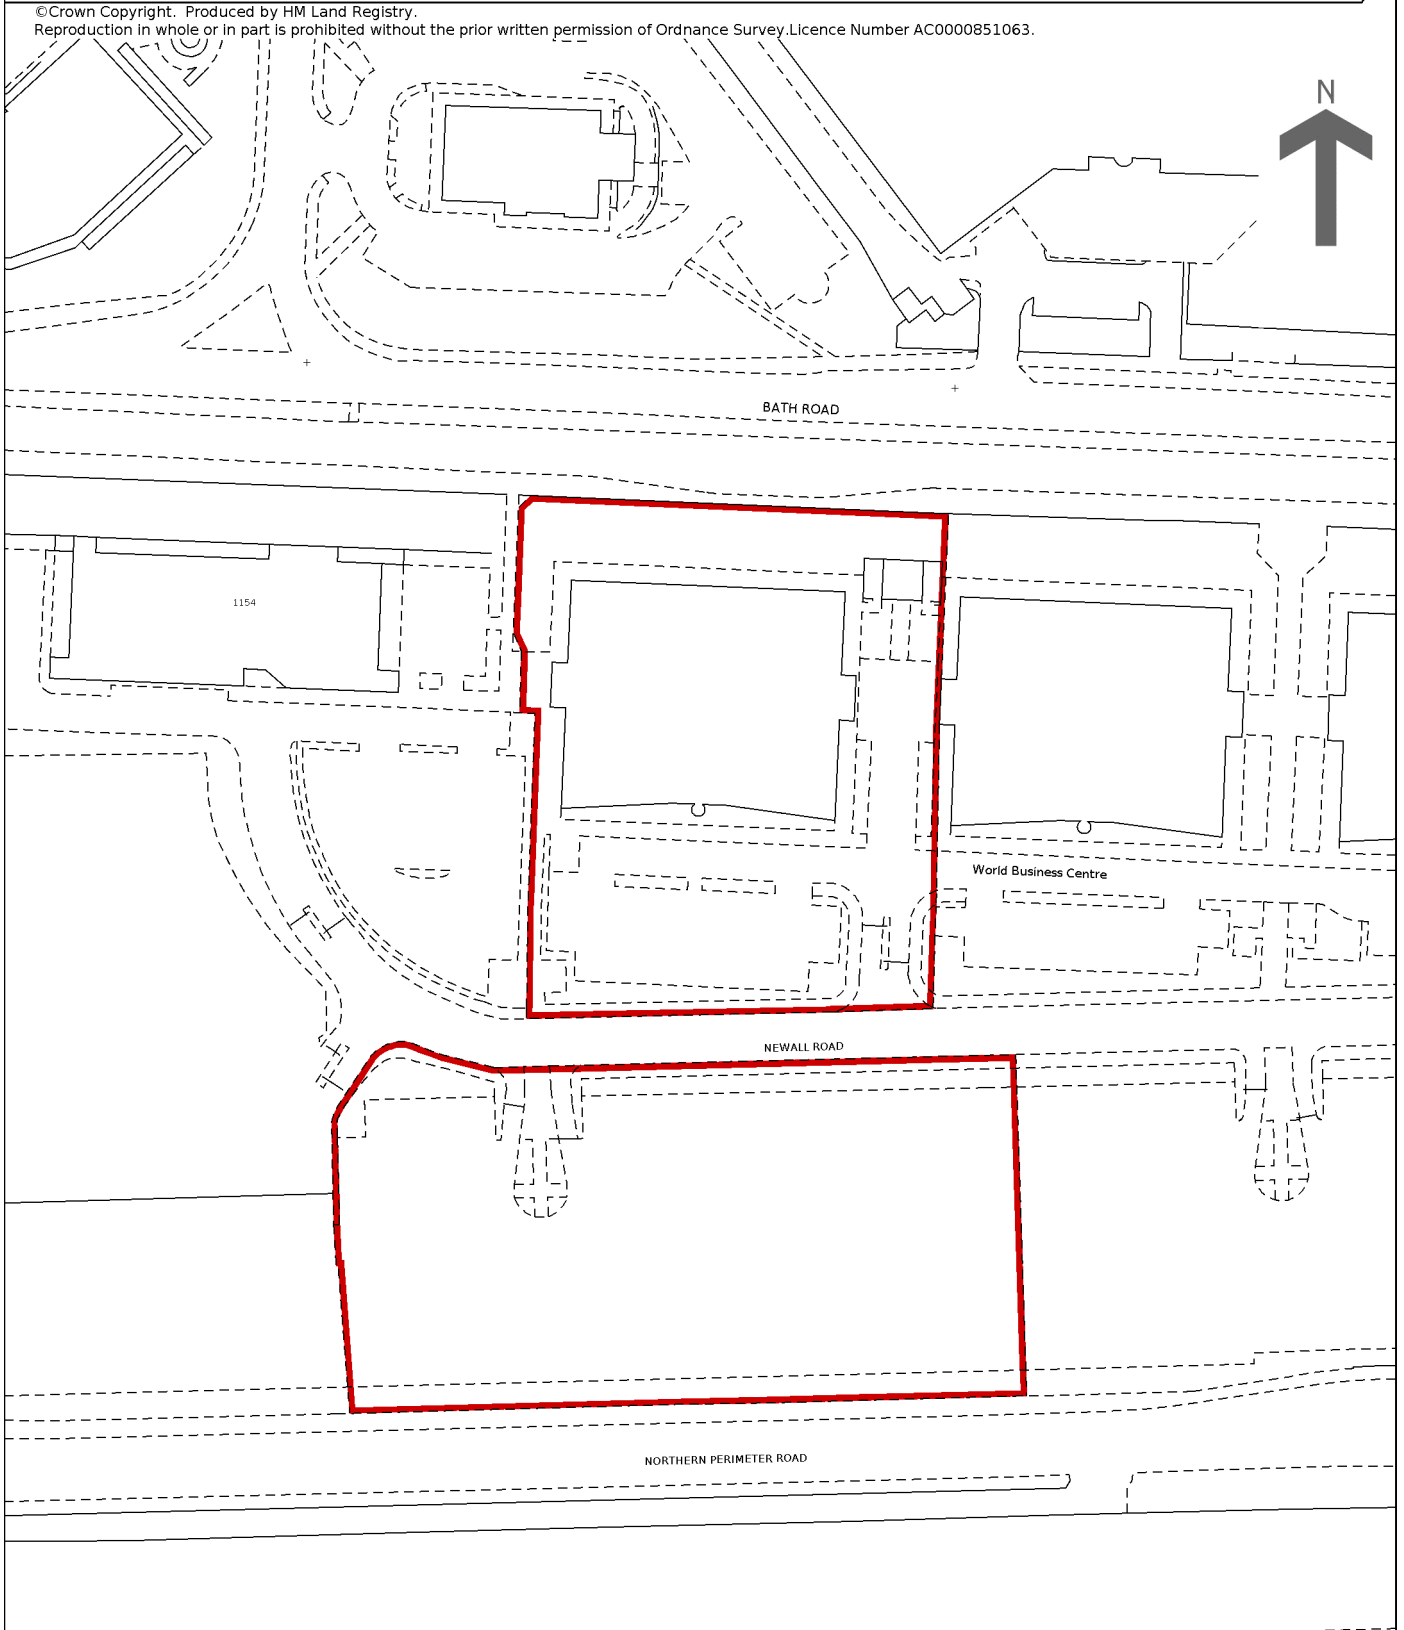 ©Crown Copyright. Produced by HM Land Registry.
Reproduction in whole or in part is prohibited without the prior written permission of Ordnance Survey.Licence Number AC0000851063.
N
BATH ROAD
1154
World Business Centre
NEWALL ROAD
NORTHERN PERIMETER ROAD